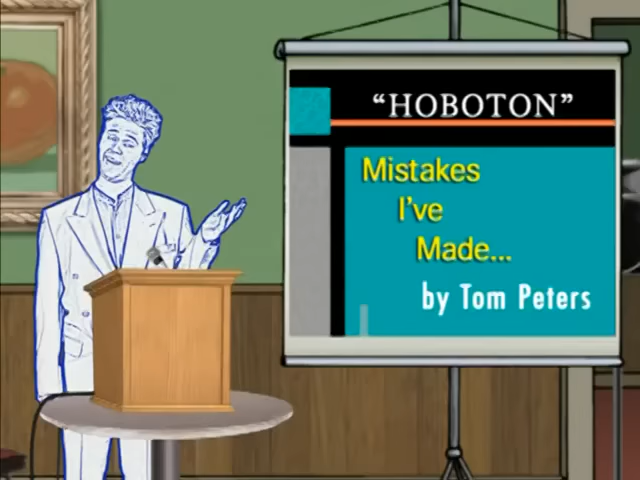 “HOBOTON”
Mistakes
I’ve
Made...
by Tom Peters